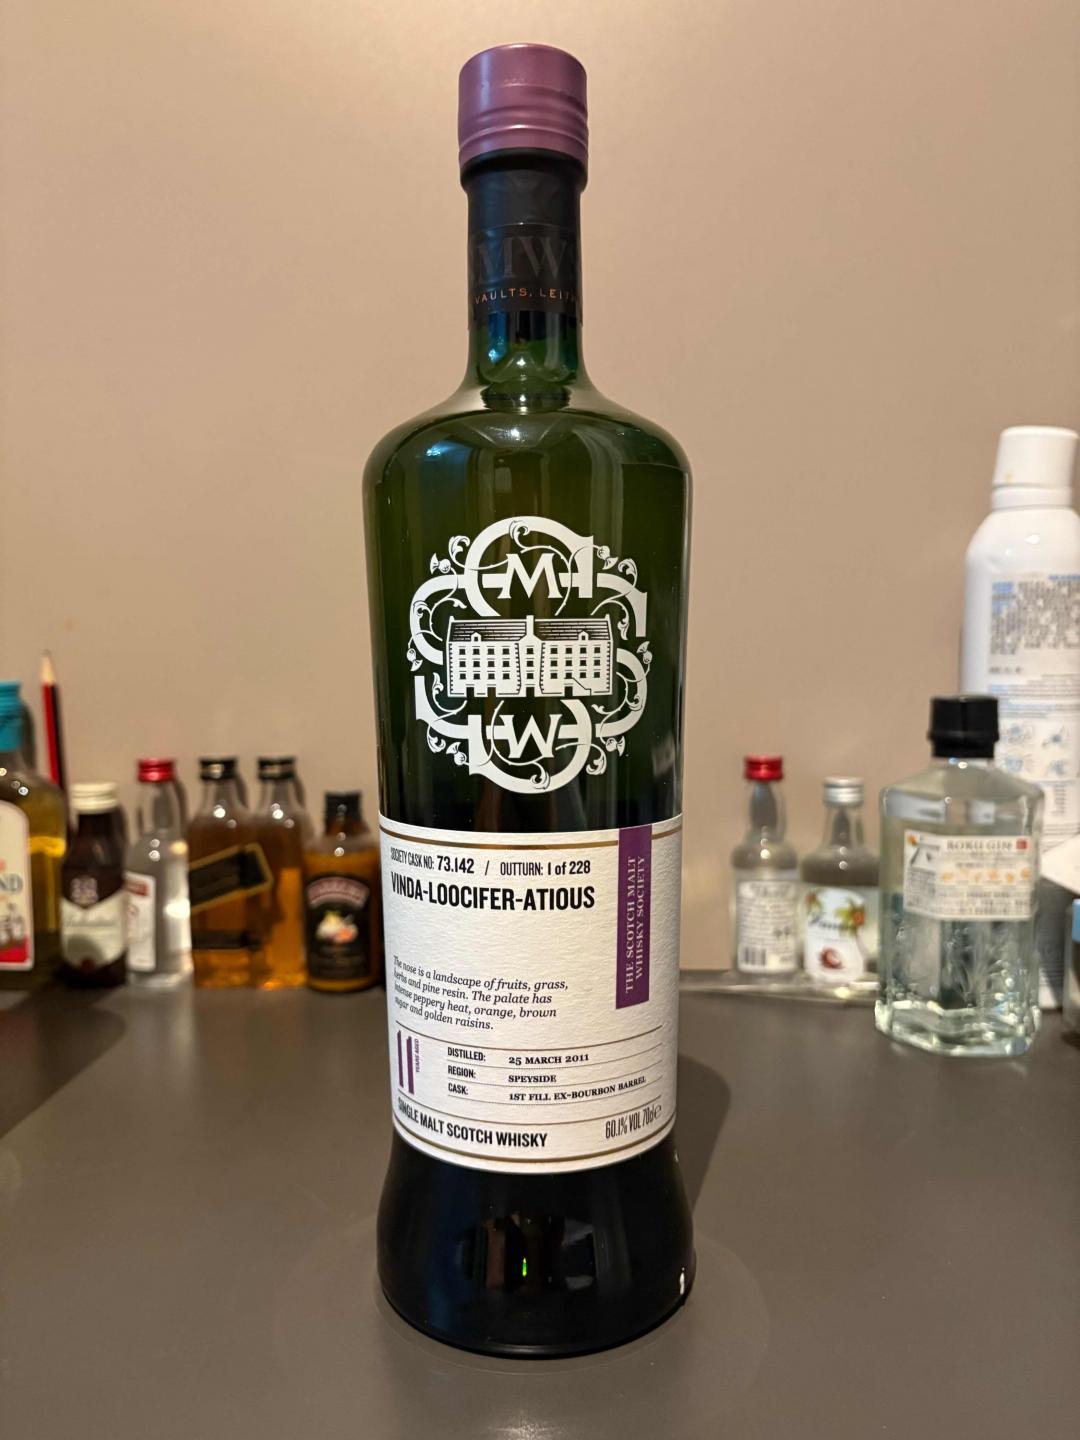 MWS
VAULTS, LEITH
M
W
SOCIETY CASK NO: 73.142 / OUTTURN: 1 of 228
VINDA-LOOCIFER-ATIOUS
THE SCOTCH MALT
WHISKY SOCIETY
The nose is a landscape of fruits, grass,
herbs and pine resin. The palate has
intense peppery heat, orange, brown
sugar and golden raisins.
11 YEARS AGED
DISTILLED: 25 MARCH 2011
REGION: SPEYSIDE
CASK: 1ST FILL EX-BOURBON BARREL
SINGLE MALT SCOTCH WHISKY
60.1% VOL 70cl e
ROKU GIN